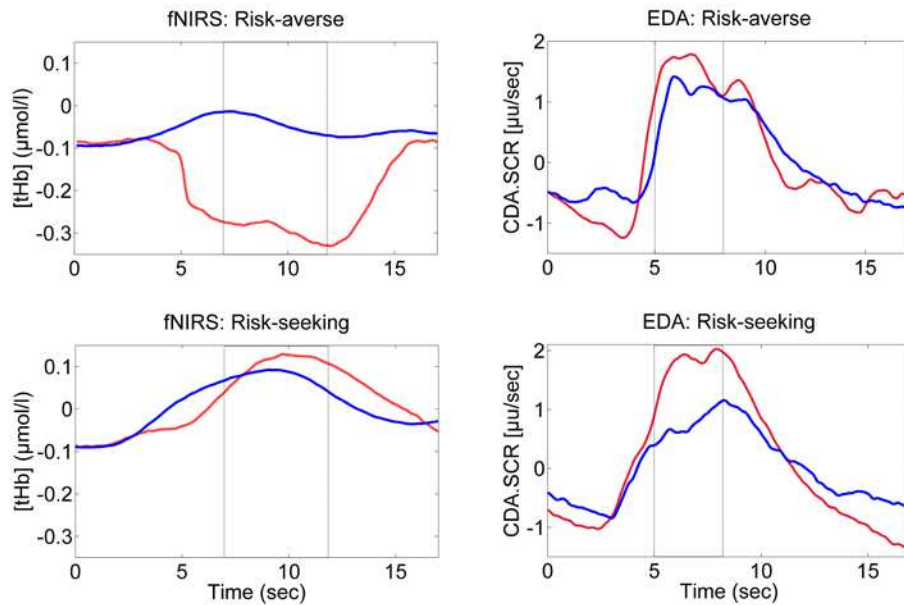 fNIRS: Risk-averse
[tHb] (µmol/l)
0.1
0
-0.1
-0.2
-0.3
0 5 10 15
EDA: Risk-averse
CDA.SCR [µu/sec]
2
1
0
-1
0 5 10 15
fNIRS: Risk-seeking
[tHb] (µmol/l)
0.1
0
-0.1
-0.2
-0.3
0 5 10 15
Time (sec)
EDA: Risk-seeking
CDA.SCR [µu/sec]
2
1
0
-1
0 5 10 15
Time (sec)